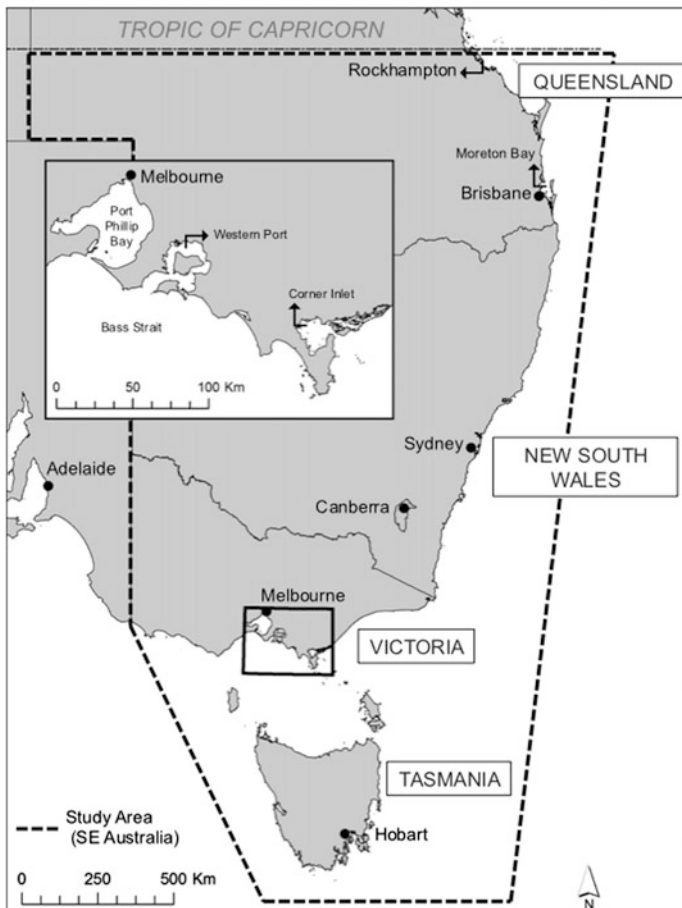 TROPIC OF CAPRICORN
Rockhampton
QUEENSLAND
Moreton Bay
Brisbane
Melbourne
Port
Phillip
Bay
Western Port
Corner Inlet
Bass Strait
0 50 100 Km
Sydney
NEW SOUTH
WALES
Adelaide
Canberra
Melbourne
VICTORIA
TASMANIA
Study Area
(SE Australia)
Hobart
0 250 500 Km
N